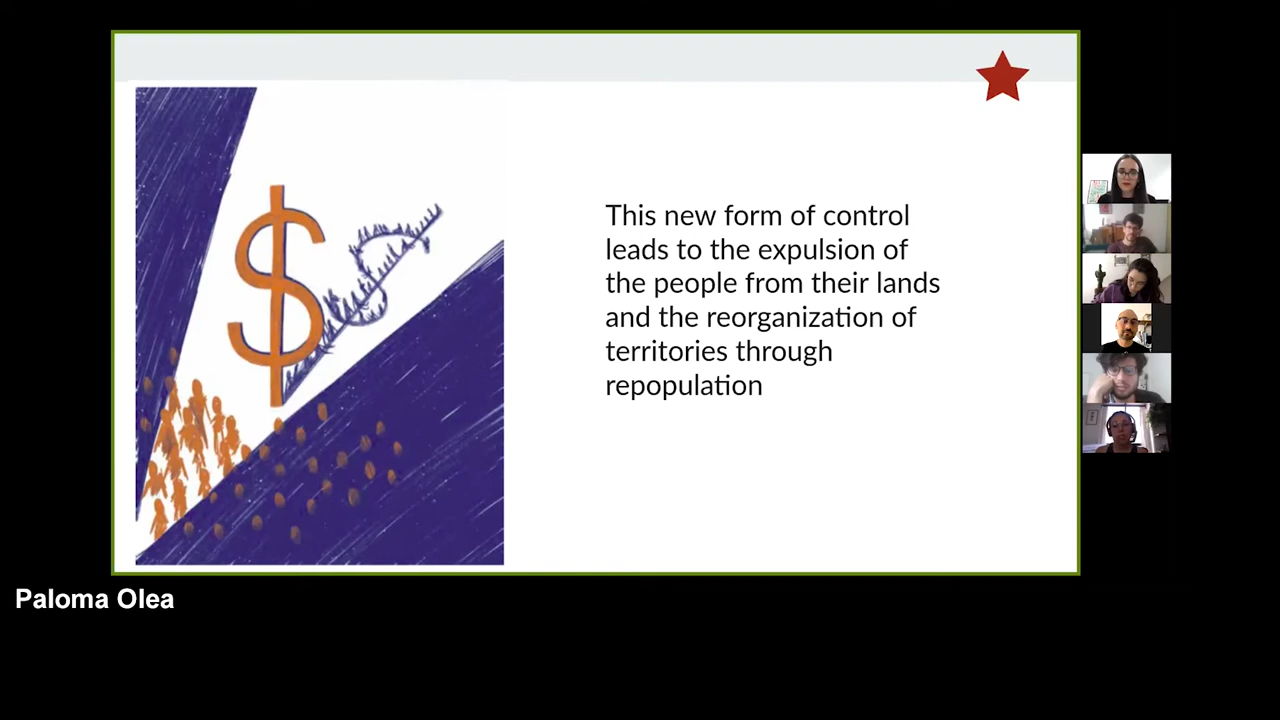 This new form of control
leads to the expulsion of
the people from their lands
and the reorganization of
territories through
repopulation
Paloma Olea